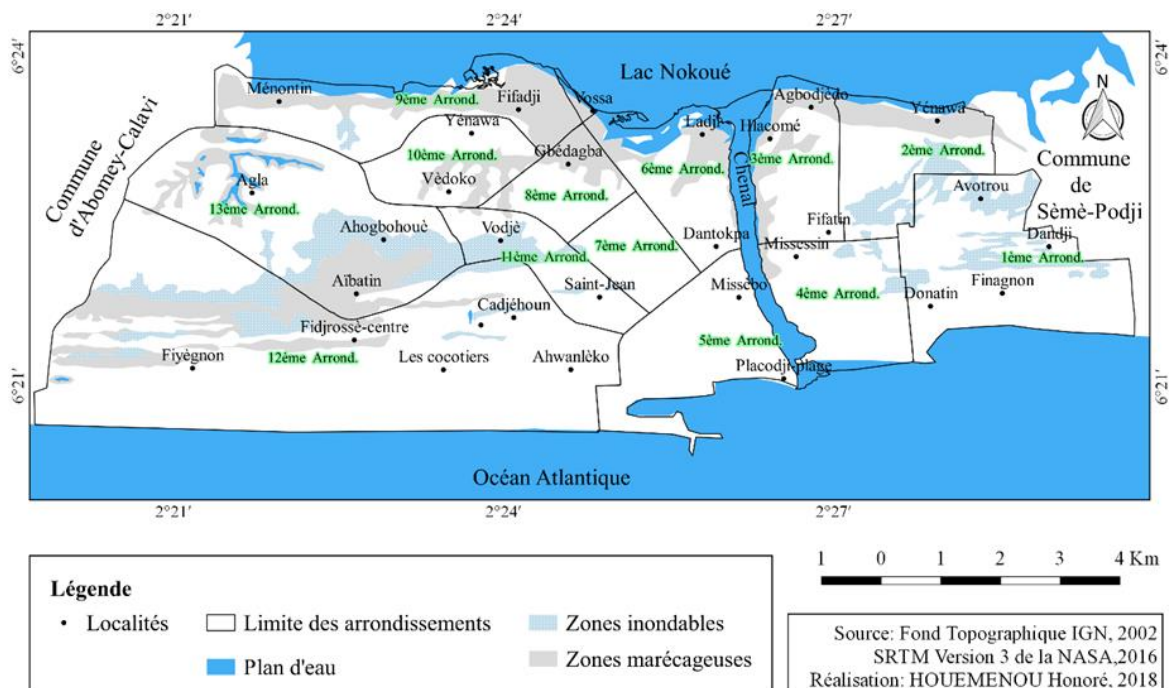 2°21′ 2°24′ 2°27′
6°24′ 6°24′
Lac Nokoué
N
Ménontin
9ème Arrond.
Fifadji
Vossa
Agbodjèdo
Yénawa
Yénawa
Ladji
Hlacomé
10ème Arrond.
Gbédagba
6ème Arrond.
3ème Arrond.
2ème Arrond.
Commune
de
Sèmè-Podji
Commune
d'Abomey-Calavi
Agla
13ème Arrond.
Vèdoko
8ème Arrond.
Chenal
Avotrou
Ahogbohouè
Vodjè
7ème Arrond.
Dantokpa
Fifatin
Missessin
Dandji
1ème Arrond.
H1éme Arrond.
Aïbatin
Saint-Jean
Missébo
4ème Arrond.
Donatin
Finagnon
Cadjéhoun
Fidjrossè-centre
12ème Arrond.
5ème Arrond.
Fiyègnon
Les cocotiers
Ahwanlèko
Placodji-plage
6°21′ 6°21′
Océan Atlantique
2°21′ 2°24′ 2°27′
Légende
Localités
Limite des arrondissements
Zones inondables
Plan d'eau
Zones marécageuses
1 0 1 2 3 4 Km
Source: Fond Topographique IGN, 2002
SRTM Version 3 de la NASA,2016
Réalisation: HOUEMENOU Honoré, 2018